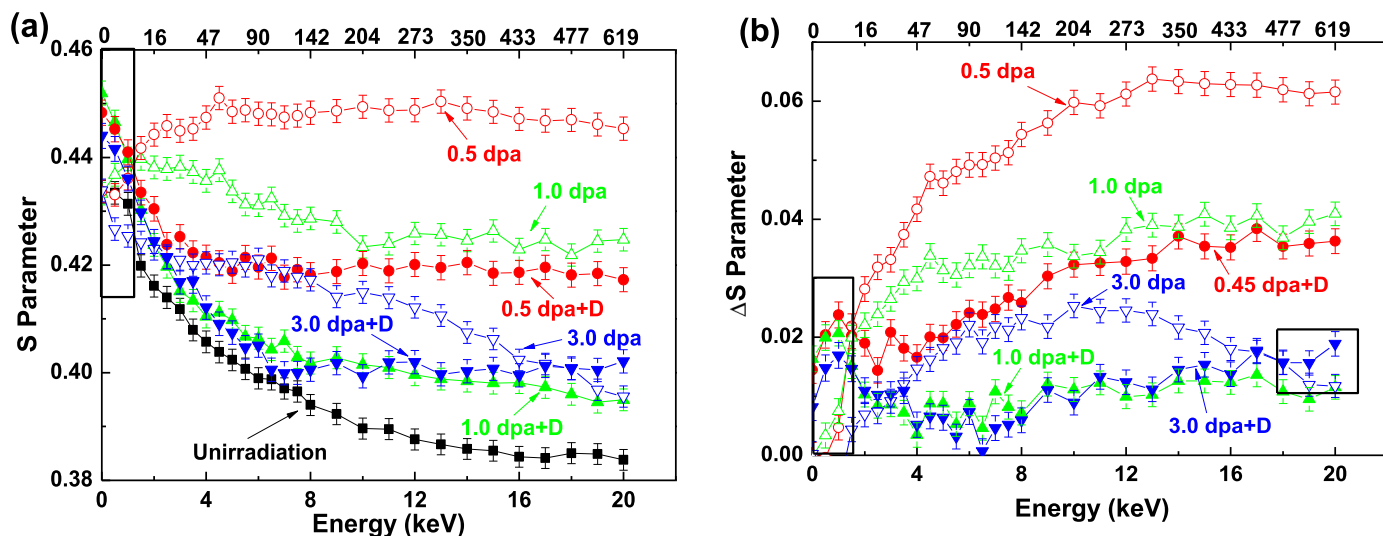 (a)
0 16 47 90 142 204 273 350 433 477 619
0.46
0.44
0.42
0.40
0.38
S Parameter
0.5 dpa
1.0 dpa
0.5 dpa+D
3.0 dpa+D
3.0 dpa
1.0 dpa+D
Unirradiation
0 4 8 12 16 20
Energy (keV)
(b)
0 16 47 90 142 204 273 350 433 477 619
0.06
0.04
0.02
0.00
ΔS Parameter
0.5 dpa
1.0 dpa
0.45 dpa+D
3.0 dpa
1.0 dpa+D
3.0 dpa+D
0 4 8 12 16 20
Energy (keV)